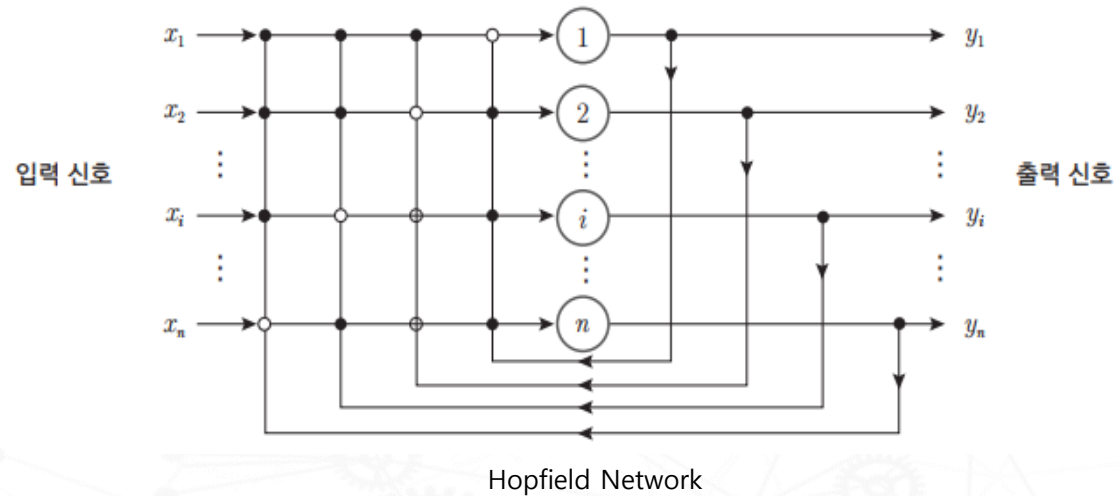 x₁ 1 y₁
x₂ 2 y₂
입력 신호 ⋮ ⋮ ⋮ 출력 신호
xᵢ i yᵢ
⋮ ⋮ ⋮
xₙ n yₙ
Hopfield Network